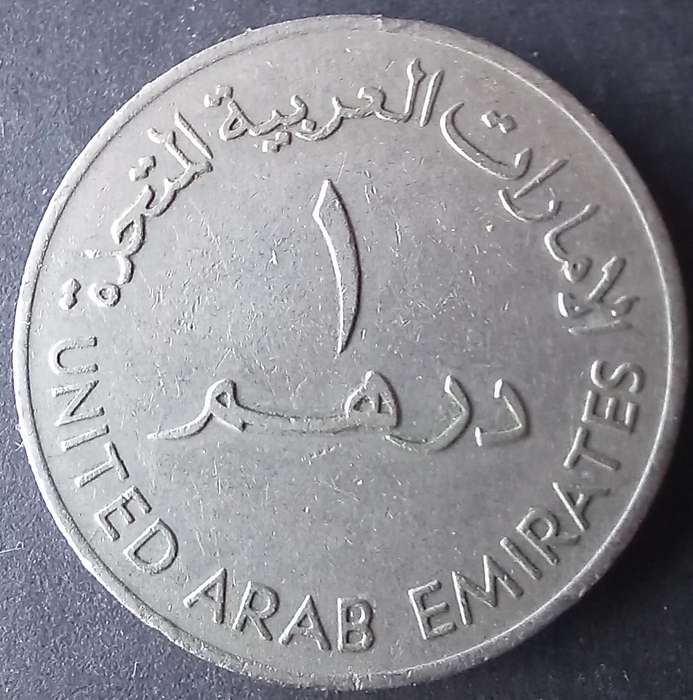 الإمارات العربية المتحدة
١
درهم
UNITED ARAB EMIRATES